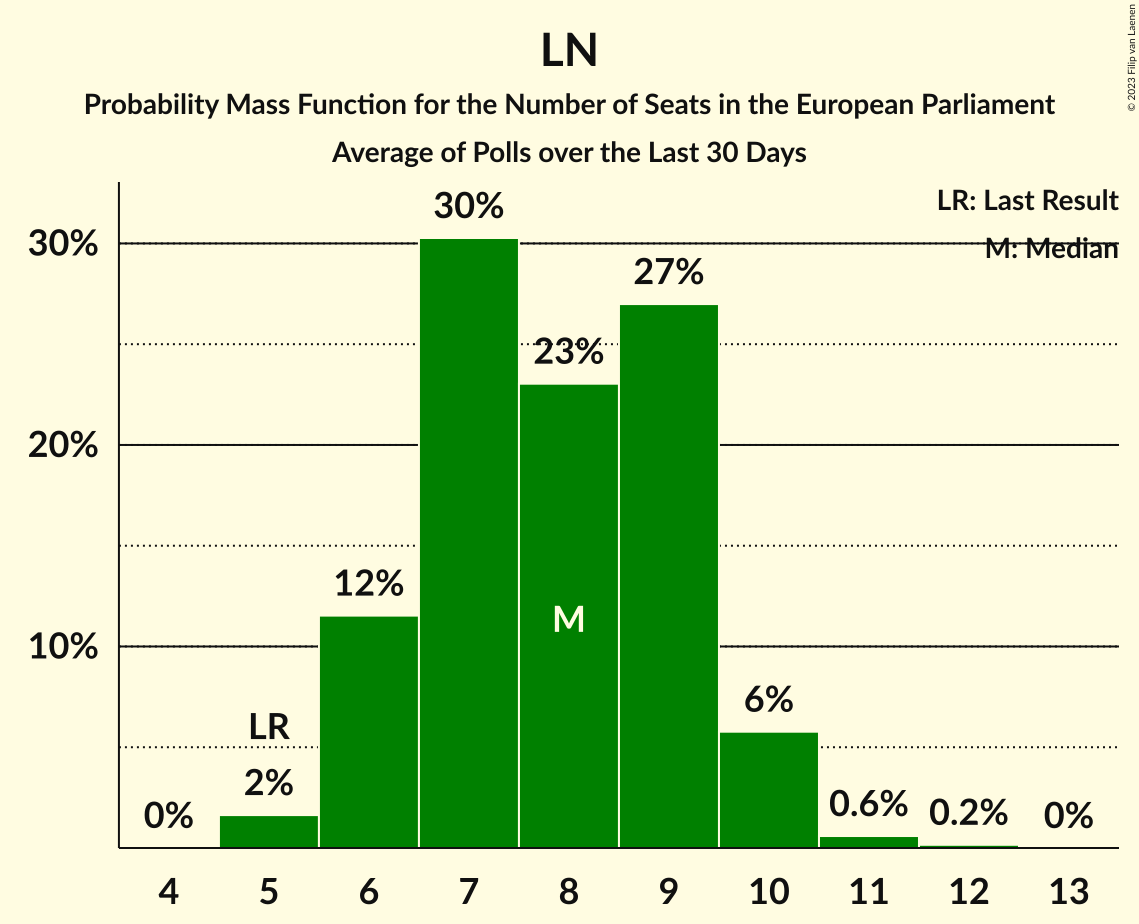 LN
Probability Mass Function for the Number of Seats in the European Parliament
Average of Polls over the Last 30 Days
© 2023 Filip van Laenen
LR: Last Result
M: Median
30%
20%
10%
0%
LR
2%
12%
30%
23%
M
27%
6%
0.6%
0.2%
0%
4 5 6 7 8 9 10 11 12 13